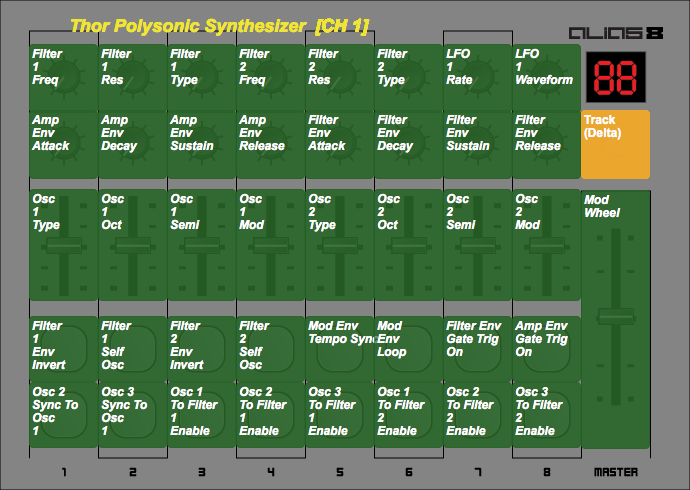 Thor Polysonic Synthesizer [CH 1]
ALIAS 8
Filter 1 Freq
Filter 1 Res
Filter 1 Type
Filter 2 Freq
Filter 2 Res
Filter 2 Type
LFO 1 Rate
LFO 1 Waveform
88
Amp Env Attack
Amp Env Decay
Amp Env Sustain
Amp Env Release
Filter Env Attack
Filter Env Decay
Filter Env Sustain
Filter Env Release
Track (Delta)
Osc 1 Type
Osc 1 Oct
Osc 1 Semi
Osc 1 Mod
Osc 2 Type
Osc 2 Oct
Osc 2 Semi
Osc 2 Mod
Mod Wheel
Filter 1 Env Invert
Filter 1 Self Osc
Filter 2 Env Invert
Filter 2 Self Osc
Mod Env Tempo Sync
Mod Env Loop
Filter Env Gate Trig On
Amp Env Gate Trig On
Osc 2 Sync To Osc 1
Osc 3 Sync To Osc 1
Osc 1 To Filter 1 Enable
Osc 2 To Filter 1 Enable
Osc 3 To Filter 1 Enable
Osc 1 To Filter 2 Enable
Osc 2 To Filter 2 Enable
Osc 3 To Filter 2 Enable
1 2 3 4 5 6 7 8 MASTER